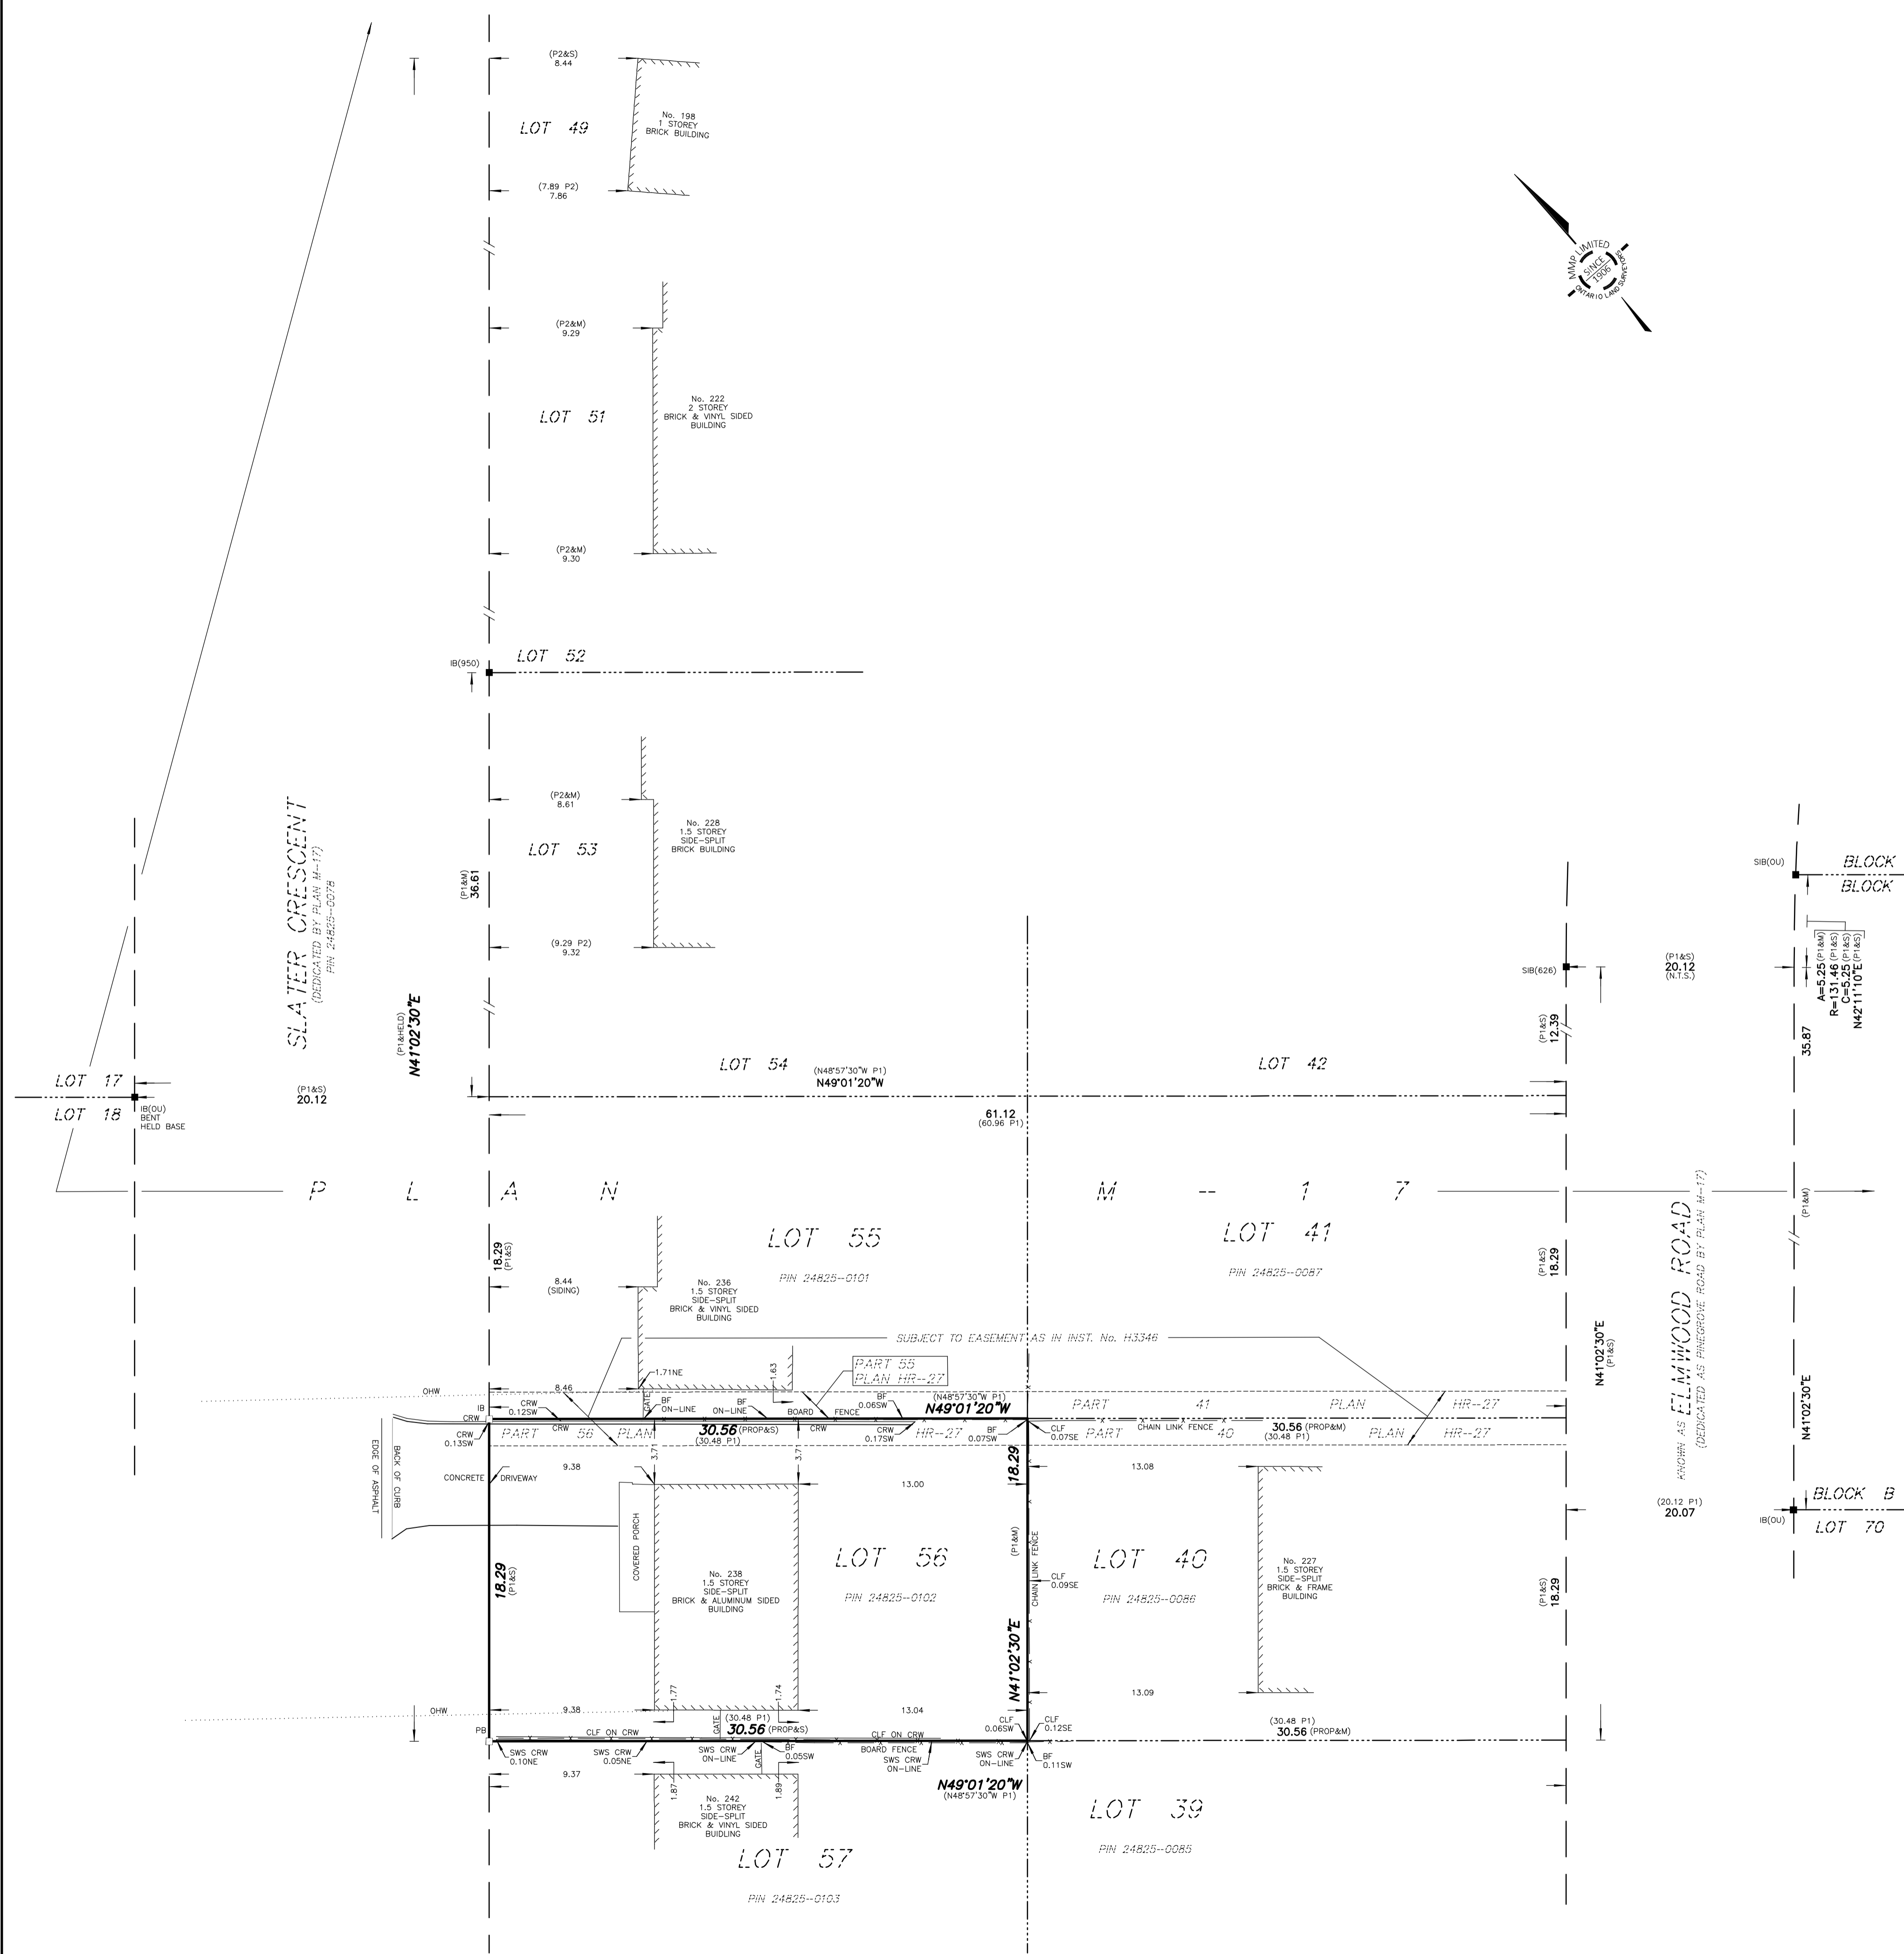 (P2&S)
8.44
LOT 49
No. 198
1 STOREY
BRICK BUILDING
(7.89 P2)
7.86
MMP LIMITED
SINCE
1906
ONTARIO LAND SURVEYORS
(P2&M)
9.29
LOT 51
No. 222
2 STOREY
BRICK & VINYL SIDED
BUILDING
(P2&M)
9.30
IB(950)
LOT 52
(P2&M)
8.61
LOT 53
No. 228
1.5 STOREY
SIDE-SPLIT
BRICK BUILDING
(9.29 P2)
9.32
(P1&M)
36.61
SLATER CRESCENT
(DEDICATED BY PLAN M-17)
PIN 24825-0078
(P1&HELD)
N41°02'30"E
SIB(OU)
BLOCK
BLOCK
SIB(626)
(P1&S)
20.12
(N.T.S.)
A=5.25 (P1&M)
R=131.46 (P1&S)
C=5.25 (P1&S)
N42°11'10"E (P1&S)
(P1&S)
12.39
35.87
LOT 17
LOT 18
IB(OU)
BENT
HELD BASE
(P1&S)
20.12
LOT 54
(N48°57'30"W P1)
N49°01'20"W
LOT 42
61.12
(60.96 P1)
PLAN M-17
(P1&M)
18.29
(P1&S)
LOT 55
PIN 24825-0101
LOT 41
PIN 24825-0087
(P1&S)
18.29
8.44
(SIDING)
No. 236
1.5 STOREY
SIDE-SPLIT
BRICK & VINYL SIDED
BUILDING
KNOWN AS ELMWOOD ROAD
(DEDICATED AS PINEGROVE ROAD BY PLAN M-17)
N41°02'30"E
(P1&S)
N41°02'30"E
SUBJECT TO EASEMENT AS IN INST. No. H3346
PART 55
PLAN HR-27
1.71NE
1.63
OHW
8.46
GATE
IB
CRW
0.12SW
BF
ON-LINE
BF
ON-LINE
BOARD FENCE
BF
0.06SW
(N48°57'30"W P1)
N49°01'20"W
PART 41 PLAN HR-27
CRW
CRW
0.13SW
CRW
30.56 (PROP&S)
(30.48 P1)
CRW
CRW
0.17SW
PART 56 PLAN HR-27
BF
0.07SW
CLF
0.07SE
CHAIN LINK FENCE
30.56 (PROP&M)
(30.48 P1)
PART 40 PLAN HR-27
EDGE OF ASPHALT
BACK OF CURB
CONCRETE DRIVEWAY
9.38
3.71
3.7
13.00
18.29
(P1&M)
13.08
(20.12 P1)
20.07
BLOCK B
IB(OU)
LOT 70
COVERED PORCH
18.29
(P1&S)
No. 238
1.5 STOREY
SIDE-SPLIT
BRICK & ALUMINUM SIDED
BUILDING
LOT 56
PIN 24825-0102
CHAIN LINK FENCE
CLF
0.09SE
LOT 40
PIN 24825-0086
No. 227
1.5 STOREY
SIDE-SPLIT
BRICK & FRAME
BUILDING
(P1&S)
18.29
N41°02'30"E
OHW
9.38
1.77
1.74
13.04
13.09
PB
CLF ON CRW
GATE
(30.48 P1)
30.56 (PROP&S)
CLF ON CRW
CLF
0.06SW
CLF
0.12SE
(30.48 P1)
30.56 (PROP&M)
SWS CRW
0.10NE
SWS CRW
0.05NE
SWS CRW
ON-LINE
GATE
BF
0.05SW
BOARD FENCE
SWS CRW
ON-LINE
SWS CRW
ON-LINE
BF
0.11SW
9.37
1.87
1.89
N49°01'20"W
(N48°57'30"W P1)
No. 242
1.5 STOREY
SIDE-SPLIT
BRICK & VINYL SIDED
BUIDLING
LOT 57
PIN 24825-0103
LOT 39
PIN 24825-0085